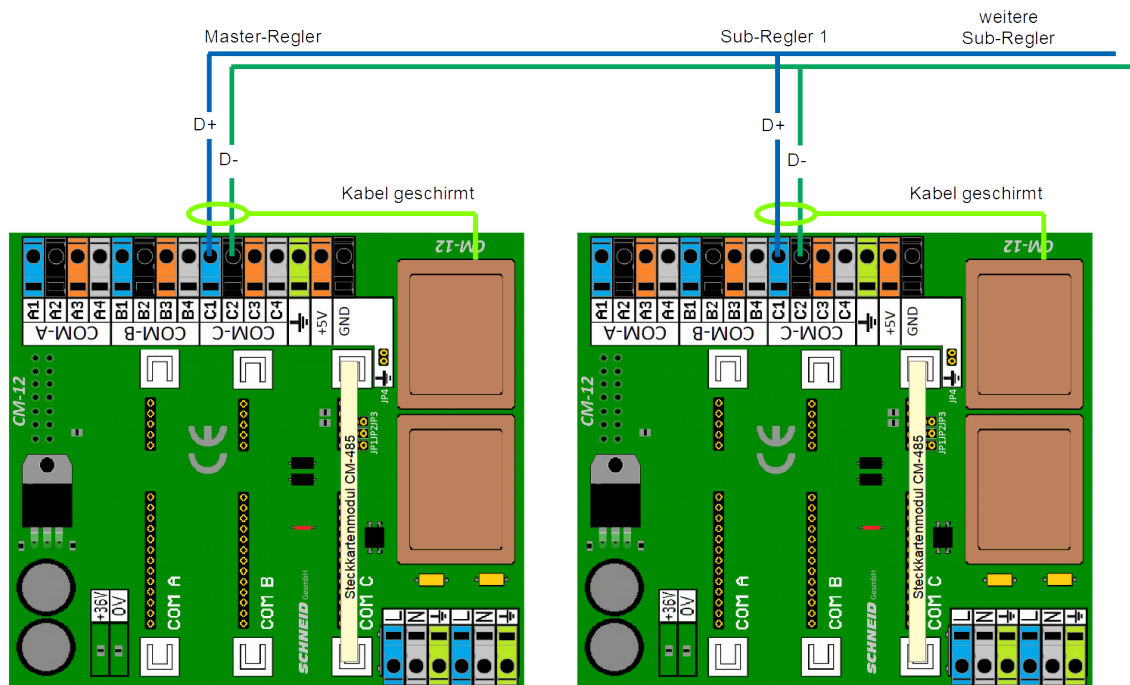 Master-Regler
Sub-Regler 1
weitere
Sub-Regler
D+
D-
D+
D-
Kabel geschirmt
Kabel geschirmt
CM-12
A1
A2
A3
A4
B1
B2
B3
B4
C1
C2
C3
C4
+5V
GND
COM-A
COM-B
COM-C
CM-12
JP4
JP1JP2JP3
CE
Steckkartenmodul CM-485
COM A
COM B
COM C
SCHNEID GesmbH
+36V
0V
L
N
L
N
CM-12
A1
A2
A3
A4
B1
B2
B3
B4
C1
C2
C3
C4
+5V
GND
COM-A
COM-B
COM-C
CM-12
JP4
JP1JP2JP3
CE
Steckkartenmodul CM-485
COM A
COM B
COM C
SCHNEID GesmbH
+36V
0V
L
N
L
N